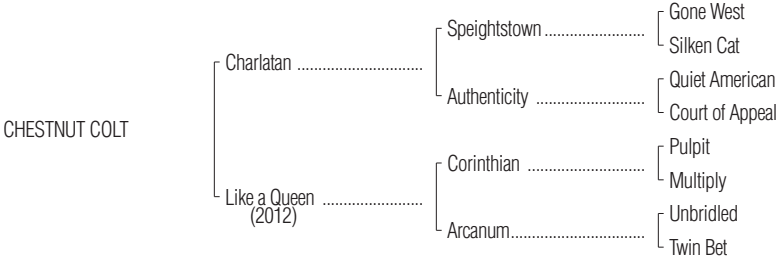 Gone West
Speightstown ..............................
Silken Cat
Charlatan .....................................
Quiet American
Authenticity ................................
Court of Appeal
CHESTNUT COLT
Pulpit
Corinthian ...................................
Multiply
Like a Queen ..............................
(2012)
Unbridled
Arcanum........................................
Twin Bet